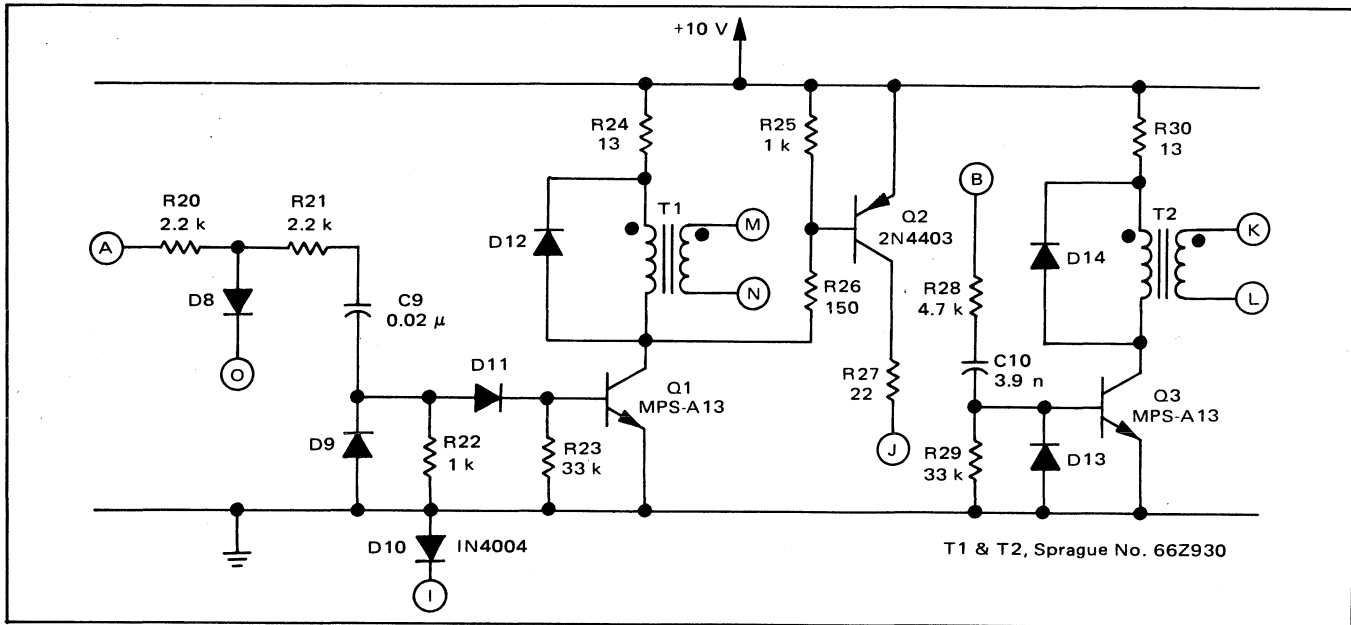 +10 V
R24
13
R25
1 k
R30
13
B
R20
2.2 k
R21
2.2 k
T1
M
Q2
2N4403
T2
K
A
D12
N
R26
150
R28
4.7 k
D14
L
D8
C9
0.02 μ
O
D11
Q1
MPS-A13
R27
22
C10
3.9 n
Q3
MPS-A13
D9
R22
1 k
R23
33 k
J
R29
33 k
D13
D10
IN4004
I
T1 & T2, Sprague No. 66Z930